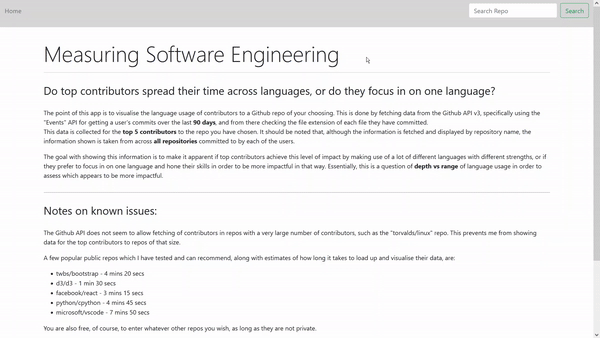 Home
Search Repo
Search
Measuring Software Engineering
Do top contributors spread their time across languages, or do they focus in on one language?
The point of this app is to visualise the language usage of contributors to a Github repo of your choosing. This is done by fetching data from the Github API v3, specifically using the
"Events" API for getting a user's commits over the last 90 days, and from there checking the file extension of each file they have committed.
This data is collected for the top 5 contributors to the repo you have chosen. It should be noted that, although the information is fetched and displayed by repository name, the
information shown is taken from across all repositories committed to by each of the users.
The goal with showing this information is to make it apparent if top contributors achieve this level of impact by making use of a lot of different languages with different strengths, or if
they prefer to focus in on one language and hone their skills in order to be more impactful in that way. Essentially, this is a question of depth vs range of language usage in order to
assess which appears to be more impactful.
Notes on known issues:
The Github API does not seem to allow fetching of contributors in repos with a very large number of contributors, such as the "torvalds/linux" repo. This prevents me from showing
data for the top contributors to repos of that size.
A few popular public repos which I have tested and can recommend, along with estimates of how long it takes to load up and visualise their data, are:
twbs/bootstrap - 4 mins 20 secs
d3/d3 - 1 min 30 secs
facebook/react - 3 mins 15 secs
python/cpython - 4 mins 45 secs
microsoft/vscode - 7 mins 50 secs
You are also free, of course, to enter whatever other repos you wish, as long as they are not private.